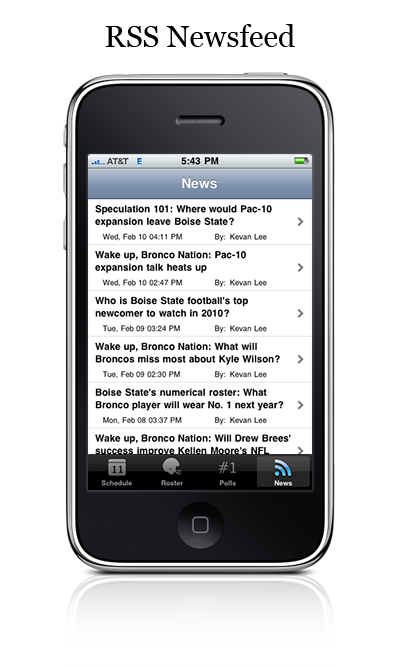 RSS Newsfeed
AT&T E 5:43 PM
News
Speculation 101: Where would Pac-10
expansion leave Boise State?
Wed, Feb 10 04:11 PM By: Kevan Lee
Wake up, Bronco Nation: Pac-10
expansion talk heats up
Wed, Feb 10 02:47 PM By: Kevan Lee
Who is Boise State football's top
newcomer to watch in 2010?
Tue, Feb 09 03:24 PM By: Kevan Lee
Wake up, Bronco Nation: What will
Broncos miss most about Kyle Wilson?
Tue, Feb 09 02:30 PM By: Kevan Lee
Boise State's numerical roster: What
Bronco player will wear No. 1 next year?
Mon, Feb 08 03:37 PM By: Kevan Lee
Wake up, Bronco Nation: Will Drew Brees'
success improve Kellen Moore's NFL
11 #1
Schedule Roster Polls News